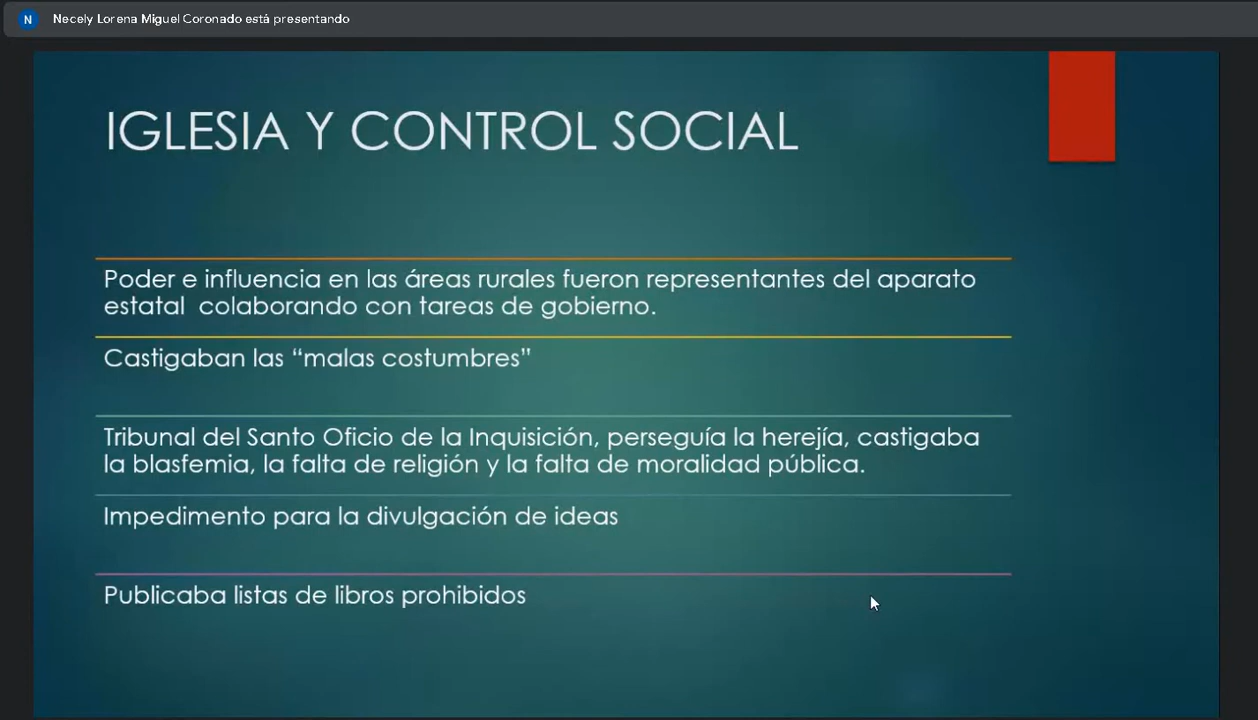 N
Necely Lorena Miguel Coronado está presentando
IGLESIA Y CONTROL SOCIAL
Poder e influencia en las áreas rurales fueron representantes del aparato
estatal  colaborando con tareas de gobierno.
Castigaban las “malas costumbres”
Tribunal del Santo Oficio de la Inquisición, perseguía la herejía, castigaba
la blasfemia, la falta de religión y la falta de moralidad pública.
Impedimento para la divulgación de ideas
Publicaba listas de libros prohibidos